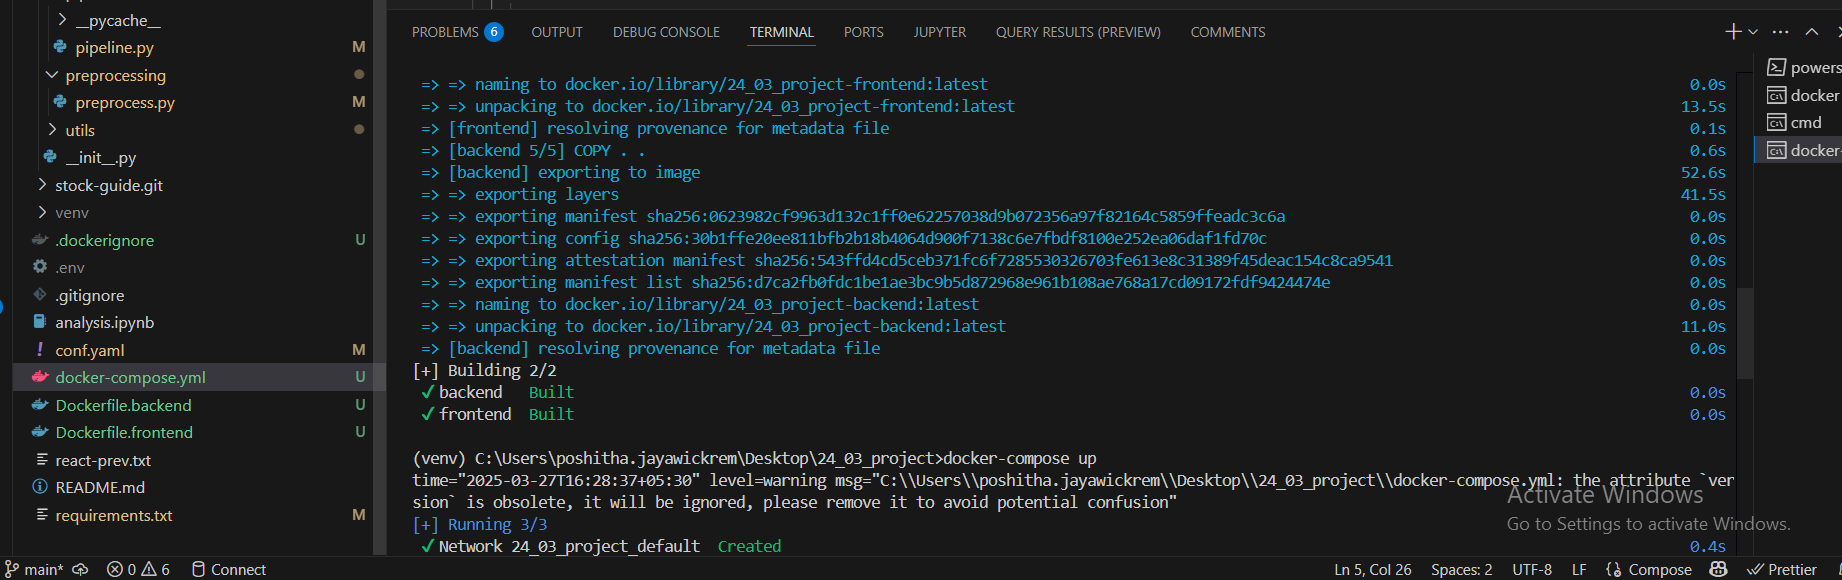 __pycache__
pipeline.py M
preprocessing
preprocess.py M
utils
__init__.py
stock-guide.git
venv
.dockerignore U
.env
.gitignore
analysis.ipynb
conf.yaml M
docker-compose.yml U
Dockerfile.backend U
Dockerfile.frontend U
react-prev.txt
README.md
requirements.txt M
PROBLEMS 6 OUTPUT DEBUG CONSOLE TERMINAL PORTS JUPYTER QUERY RESULTS (PREVIEW) COMMENTS
=> => naming to docker.io/library/24_03_project-frontend:latest 0.0s
=> => unpacking to docker.io/library/24_03_project-frontend:latest 13.5s
=> [frontend] resolving provenance for metadata file 0.1s
=> [backend 5/5] COPY . . 0.6s
=> [backend] exporting to image 52.6s
=> => exporting layers 41.5s
=> => exporting manifest sha256:0623982cf9963d132c1ff0e62257038d9b072356a97f82164c5859ffeadc3c6a 0.0s
=> => exporting config sha256:30b1ffe20ee811bfb2b18b4064d900f7138c6e7fbdf8100e252ea06daf1fd70c 0.0s
=> => exporting attestation manifest sha256:543ffd4cd5ceb371fc6f7285530326703fe613e8c31389f45deac154c8ca9541 0.0s
=> => exporting manifest list sha256:d7ca2fb0fdc1be1ae3bc9b5d872968e961b108ae768a17cd09172fdf9424474e 0.0s
=> => naming to docker.io/library/24_03_project-backend:latest 0.0s
=> => unpacking to docker.io/library/24_03_project-backend:latest 11.0s
=> [backend] resolving provenance for metadata file 0.0s
[+] Building 2/2
✓ backend Built 0.0s
✓ frontend Built 0.0s
(venv) C:\Users\poshitha.jayawickrem\Desktop\24_03_project>docker-compose up
time="2025-03-27T16:28:37+05:30" level=warning msg="C:\\Users\\poshitha.jayawickrem\\Desktop\\24_03_project\\docker-compose.yml: the attribute `ver
sion` is obsolete, it will be ignored, please remove it to avoid potential confusion"
[+] Running 3/3
✓ Network 24_03_project_default Created 0.4s
powers
docker
cmd
docker-
Activate Windows
Go to Settings to activate Windows.
main* 0 6 Connect Ln 5, Col 26 Spaces: 2 UTF-8 LF Compose Prettier